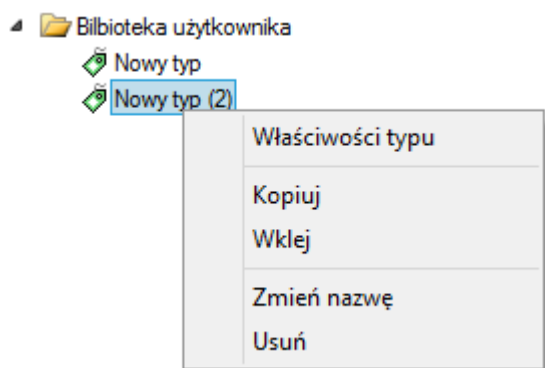 Bilbioteka użytkownika
Nowy typ
Nowy typ (2)
Właściwości typu
Kopiuj
Wklej
Zmień nazwę
Usuń